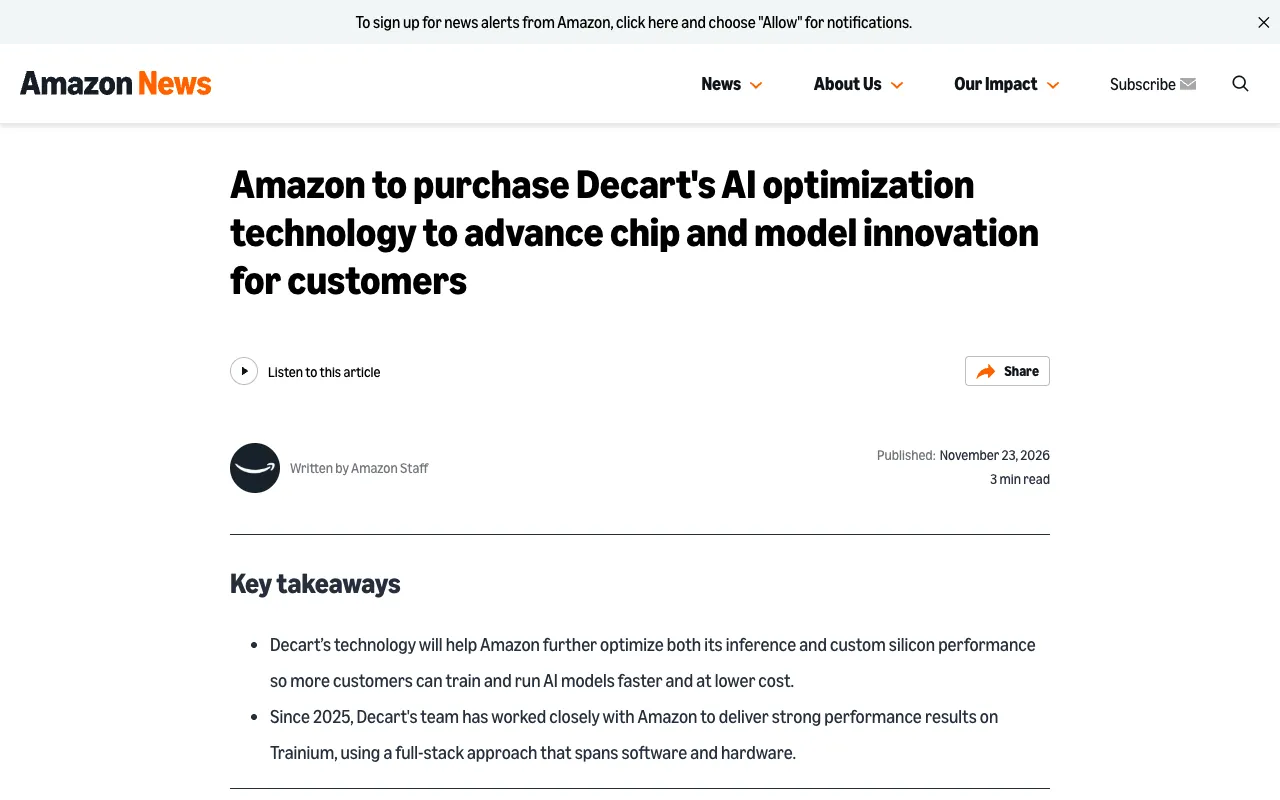 To sign up for news alerts from Amazon, click here and choose "Allow" for notifications.
Amazon News
News
About Us
Our Impact
Subscribe
Amazon to purchase Decart's AI optimization
technology to advance chip and model innovation
for customers
Listen to this article
Share
Written by Amazon Staff
Published: November 23, 2026
3 min read
Key takeaways
• Decart’s technology will help Amazon further optimize both its inference and custom silicon performance
so more customers can train and run AI models faster and at lower cost.
• Since 2025, Decart's team has worked closely with Amazon to deliver strong performance results on
Trainium, using a full-stack approach that spans software and hardware.